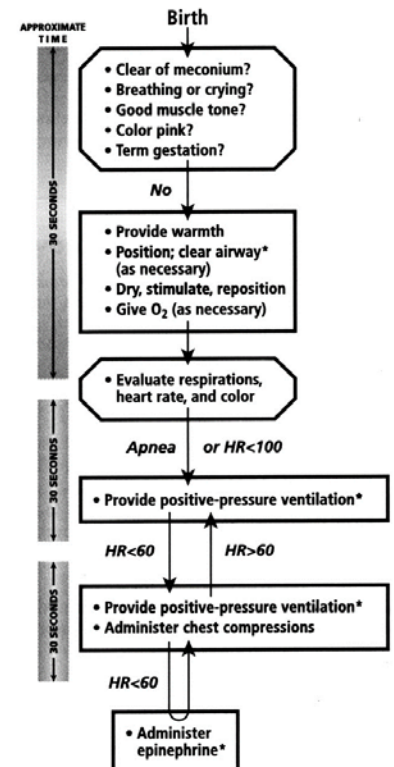 Birth
APPROXIMATE
TIME
• Clear of meconium?
• Breathing or crying?
• Good muscle tone?
• Color pink?
• Term gestation?
30 SECONDS
No
• Provide warmth
• Position; clear airway*
(as necessary)
• Dry, stimulate, reposition
• Give O₂ (as necessary)
• Evaluate respirations,
heart rate, and color
Apnea or HR<100
30 SECONDS
• Provide positive-pressure ventilation*
HR<60 HR>60
30 SECONDS
• Provide positive-pressure ventilation*
• Administer chest compressions
HR<60
• Administer
epinephrine*